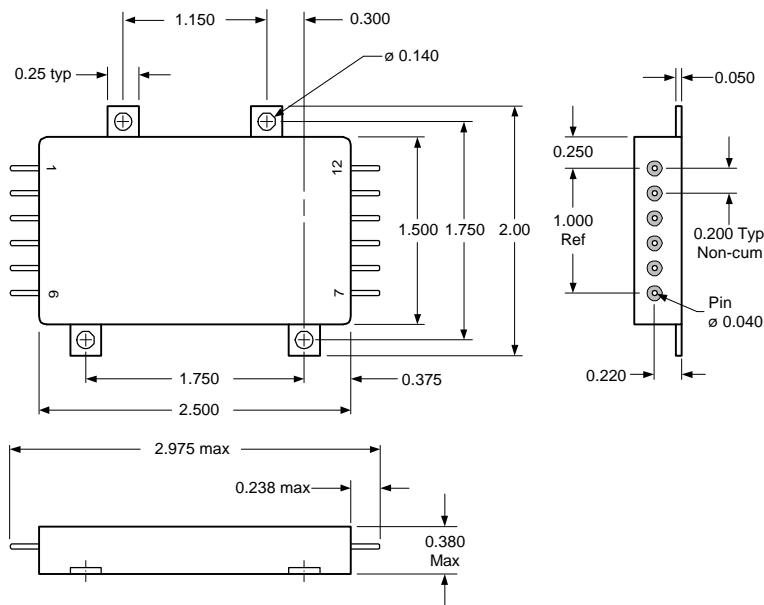 1.150
0.300
0.25 typ
ø 0.140
0.050
1
12
0.250
1.500
1.750
2.00
1.000
Ref
0.200 Typ
Non-cum
6
7
Pin
ø 0.040
1.750
0.375
0.220
2.500
2.975 max
0.238 max
0.380
Max